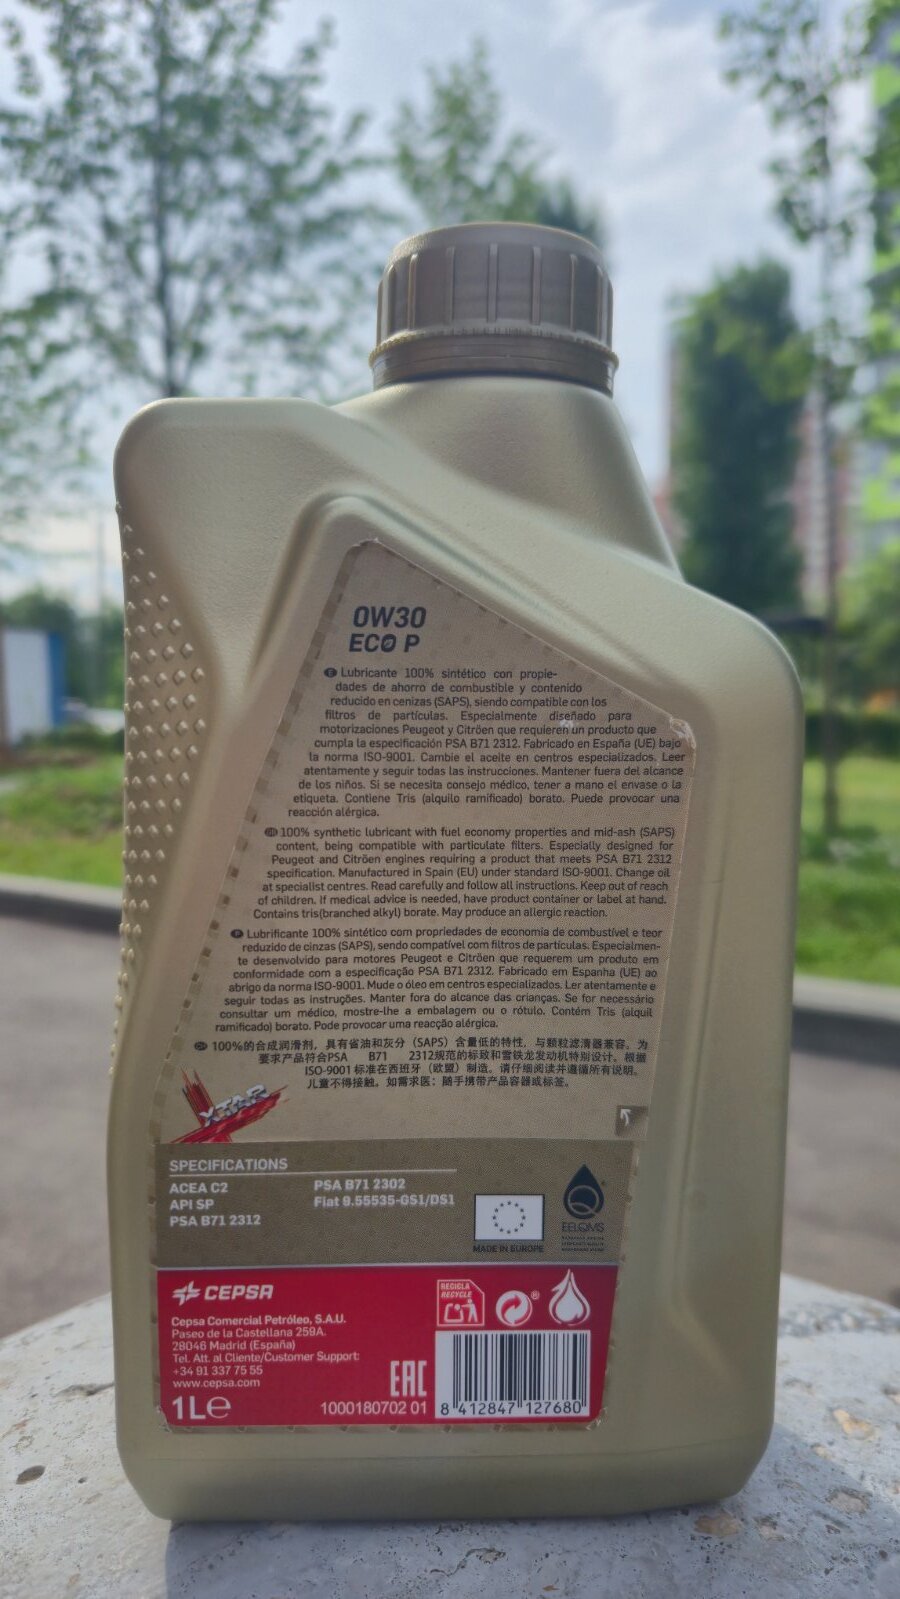 0W30
ECO P
E Lubricante 100% sintético con propie-
dades de ahorro de combustible y contenido
reducido en cenizas (SAPS), siendo compatible con los
filtros de partículas. Especialmente diseñado para
motorizaciones Peugeot y Citröen que requieren un producto que
cumpla la especificación PSA B71 2312. Fabricado en España (UE) bajo
la norma ISO-9001. Cambie el aceite en centros especializados. Leer
atentamente y seguir todas las instrucciones. Mantener fuera del alcance
de los niños. Si se necesita consejo médico, tener a mano el envase o la
etiqueta. Contiene Tris (alquilo ramificado) borato. Puede provocar una
reacción alérgica.
GB 100% synthetic lubricant with fuel economy properties and mid-ash (SAPS)
content, being compatible with particulate filters. Especially designed for
Peugeot and Citröen engines requiring a product that meets PSA B71 2312
specification. Manufactured in Spain (EU) under standard ISO-9001. Change oil
at specialist centres. Read carefully and follow all instructions. Keep out of reach
of children. If medical advice is needed, have product container or label at hand.
Contains tris(branched alkyl) borate. May produce an allergic reaction.
P Lubrificante 100% sintético com propriedades de economia de combustível e teor
reduzido de cinzas (SAPS), sendo compatível com filtros de partículas. Especialmen-
te desenvolvido para motores Peugeot e Citröen que requerem um produto em
conformidade com a especificação PSA B71 2312. Fabricado em Espanha (UE) ao
abrigo da norma ISO-9001. Mude o óleo em centros especializados. Ler atentamente e
seguir todas as instruções. Manter fora do alcance das crianças. Se for necessário
consultar um médico, mostre-lhe a embalagem ou o rótulo. Contém Tris (alquil
ramificado) borato. Pode provocar uma reacção alérgica.
100%的合成润滑剂，具有省油和灰分（SAPS）含量低的特性，与颗粒滤清器兼容。为
要求产品符合PSA B71 2312规范的标致和雪铁龙发动机特别设计。根据
ISO-9001 标准在西班牙（欧盟）制造。请仔细阅读并遵循所有说明。
儿童不得接触。如需求医：随手携带产品容器或标签。
XTAR
SPECIFICATIONS
ACEA C2
API SP
PSA B71 2312
PSA B71 2302
Fiat 9.55535-GS1/DS1
MADE IN EUROPE
EELQMS
CEPSA
Cepsa Comercial Petróleo, S.A.U.
Paseo de la Castellana 259A.
28046 Madrid (España)
Tel. Att. al Cliente/Customer Support:
+34 91 337 75 55
www.cepsa.com
1L e
EAC
1000180702 01
RECICLA
RECYCLE
8 412847 127680